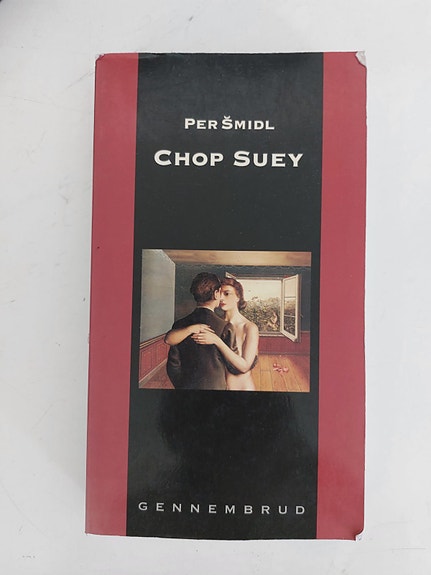 PER ŠMIDL
CHOP SUEY
GENNEMBRUD